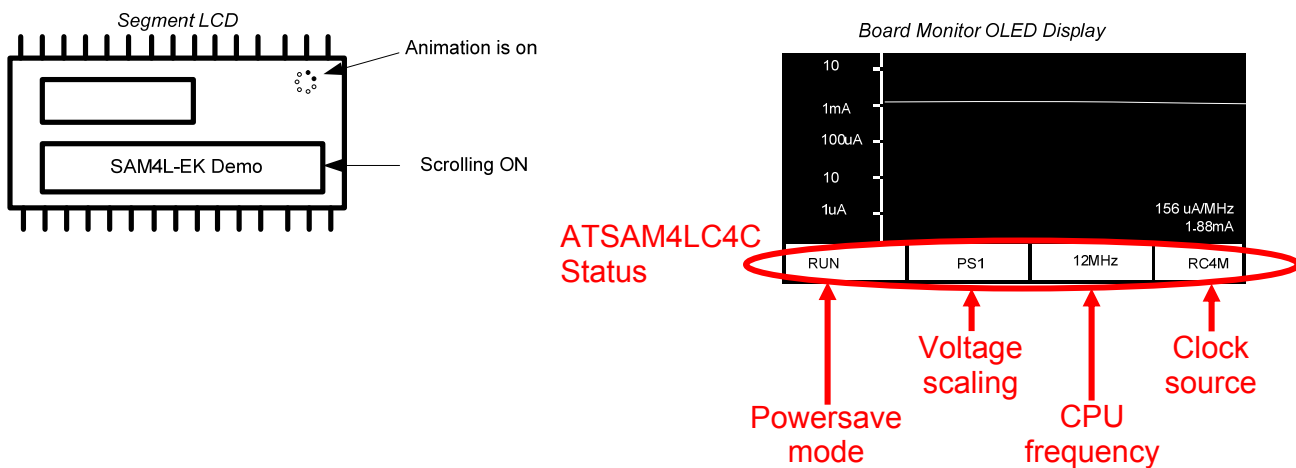 Segment LCD
Animation is on
SAM4L-EK Demo
Scrolling ON
Board Monitor OLED Display
10
1mA
100uA
10
1uA
156 uA/MHz
1.88mA
ATSAM4LC4C
Status
RUN
PS1
12MHz
RC4M
Voltage
scaling
Clock
source
Powersave
mode
CPU
frequency